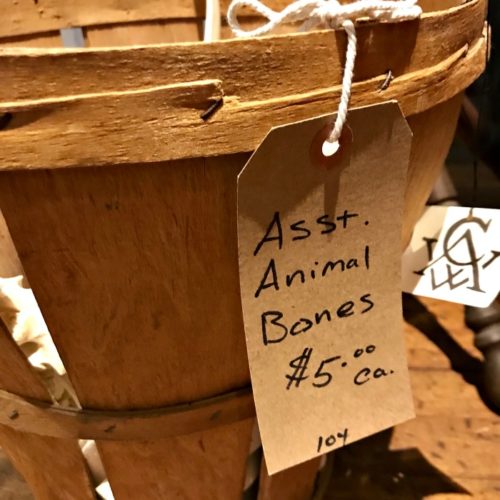 Asst.
Animal
Bones
$5.00 ea.
104